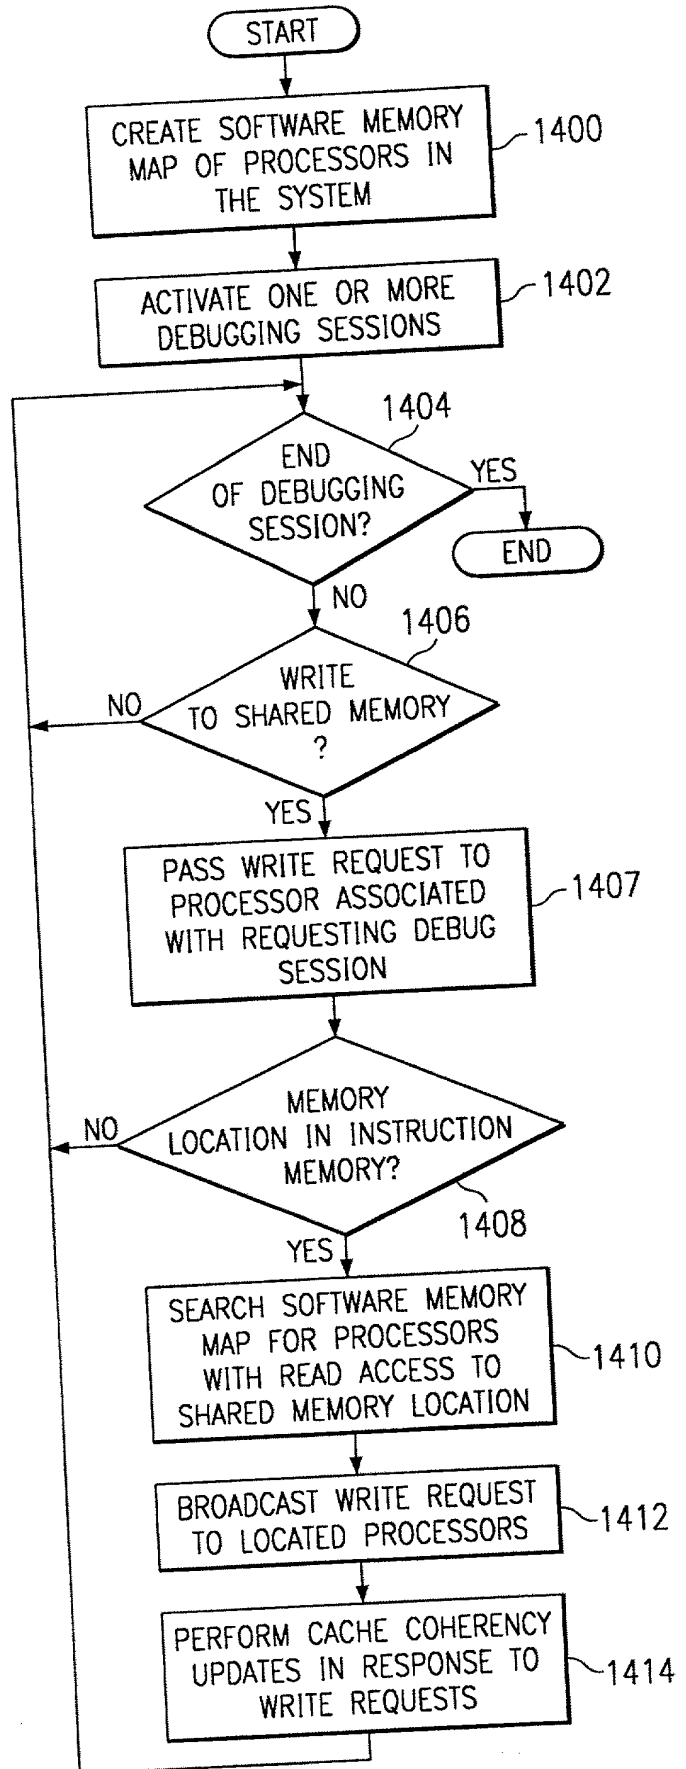 START
CREATE SOFTWARE MEMORY
MAP OF PROCESSORS IN
THE SYSTEM
1400
ACTIVATE ONE OR MORE
DEBUGGING SESSIONS
1402
1404
END
OF DEBUGGING
SESSION?
YES
END
NO
1406
WRITE
TO SHARED MEMORY
?
NO
YES
PASS WRITE REQUEST TO
PROCESSOR ASSOCIATED
WITH REQUESTING DEBUG
SESSION
1407
MEMORY
LOCATION IN INSTRUCTION
MEMORY?
NO
1408
YES
SEARCH SOFTWARE MEMORY
MAP FOR PROCESSORS
WITH READ ACCESS TO
SHARED MEMORY LOCATION
1410
BROADCAST WRITE REQUEST
TO LOCATED PROCESSORS
1412
PERFORM CACHE COHERENCY
UPDATES IN RESPONSE TO
WRITE REQUESTS
1414